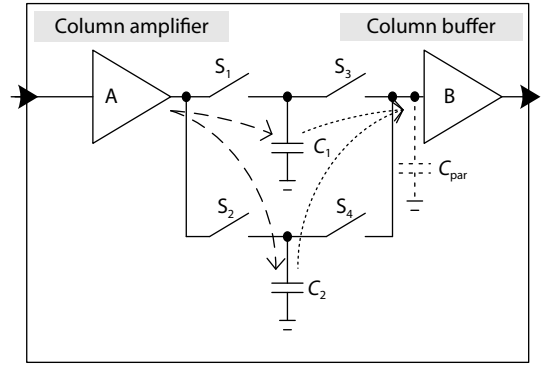 Column amplifier
Column buffer
A
S₁
S₃
B
C₁
Cpar
S₂
S₄
C₂